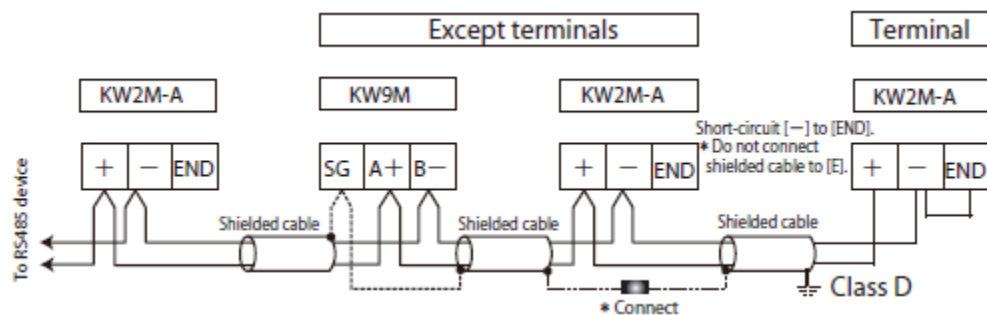 Except terminals
Terminal
KW2M-A
KW9M
KW2M-A
KW2M-A
Short-circuit [−] to [END].
* Do not connect
shielded cable to [E].
+ − END
SG A+ B−
+ − END
+ − END
To RS485 device
Shielded cable
Shielded cable
Shielded cable
Class D
* Connect